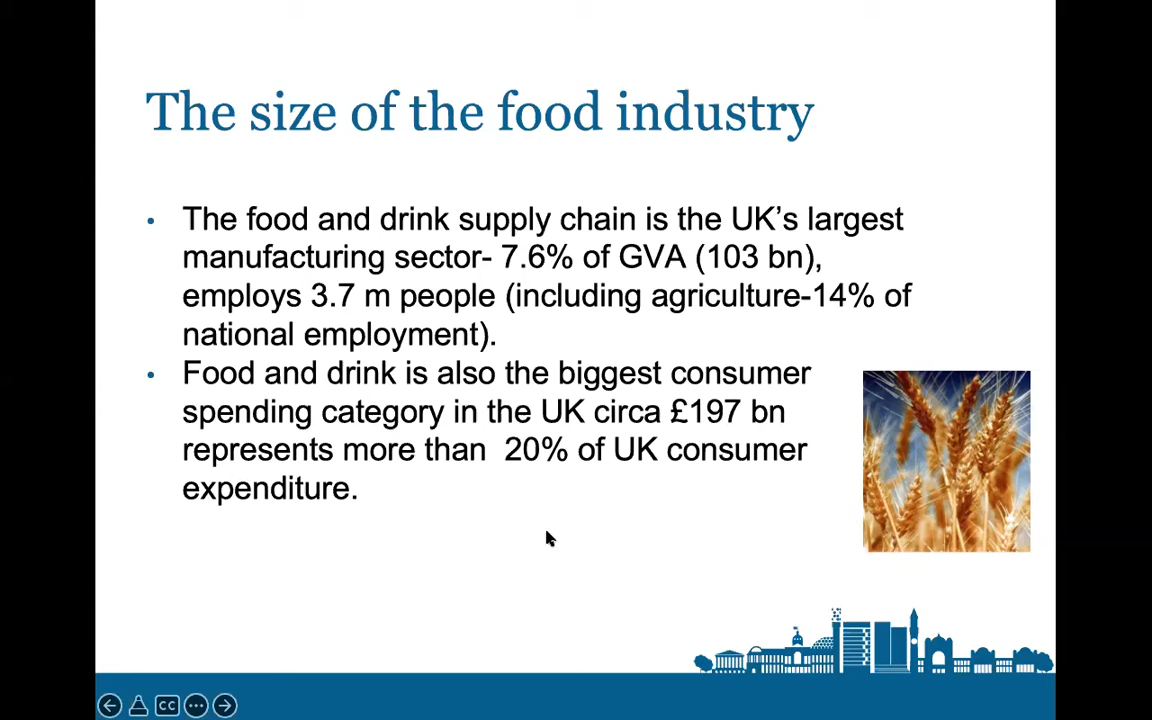 The size of the food industry
• The food and drink supply chain is the UK’s largest
manufacturing sector- 7.6% of GVA (103 bn),
employs 3.7 m people (including agriculture-14% of
national employment).
• Food and drink is also the biggest consumer
spending category in the UK circa £197 bn
represents more than  20% of UK consumer
expenditure.
CC